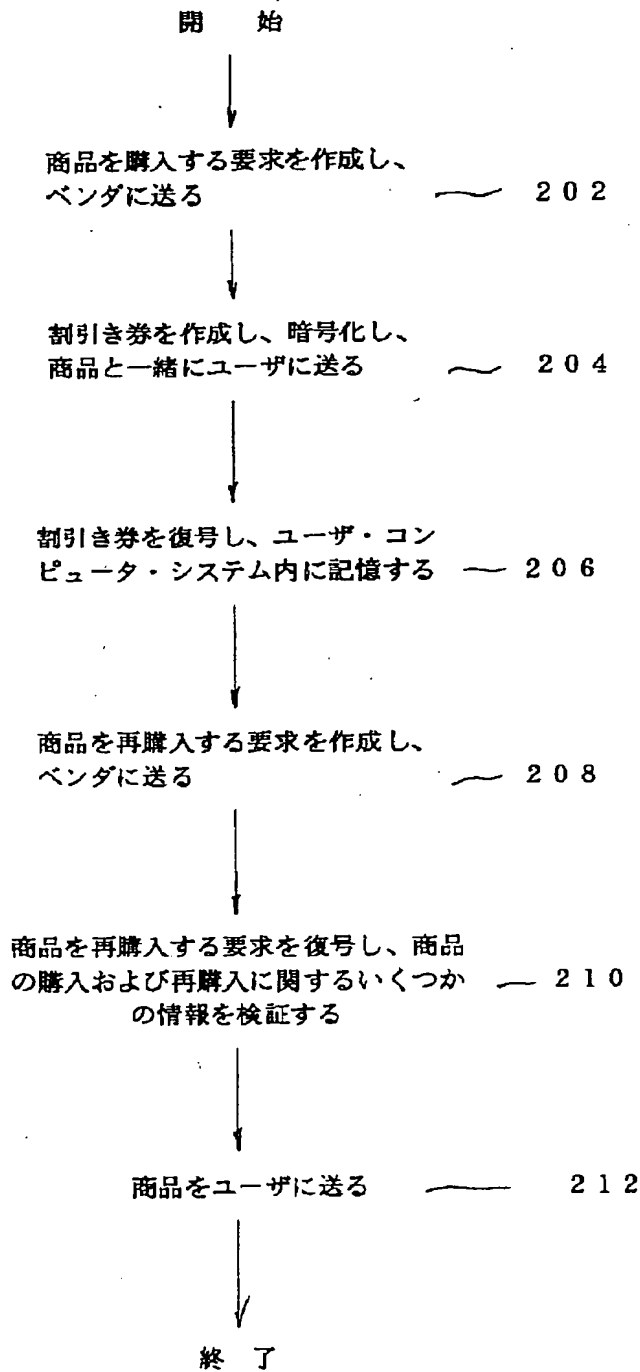 開 始
商品を購入する要求を作成し、
ベンダに送る 202
割引き券を作成し、暗号化し、
商品と一緒にユーザに送る 204
割引き券を復号し、ユーザ・コン
ピュータ・システム内に記憶する 206
商品を再購入する要求を作成し、
ベンダに送る 208
商品を再購入する要求を復号し、商品
の購入および再購入に関するいくつか 210
の情報を検証する
商品をユーザに送る 212
終 了